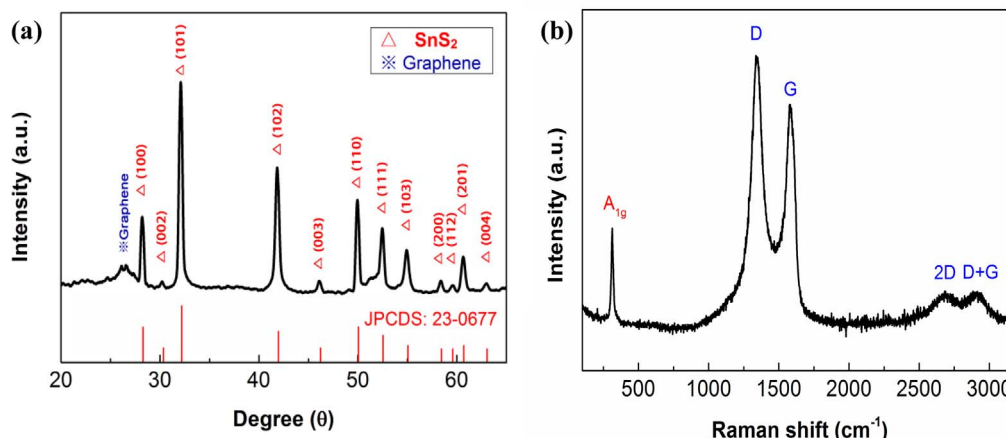 (a)
△ SnS₂
※ Graphene
Intensity (a.u.)
※Graphene
△ (100)
△ (002)
△ (101)
△ (102)
△ (003)
△ (110)
△ (111)
△ (103)
△ (200)
△ (112)
△ (201)
△ (004)
JPCDS: 23-0677
20 30 40 50 60
Degree (θ)
(b)
Intensity (a.u.)
A₁g
D
G
2D D+G
500 1000 1500 2000 2500 3000
Raman shift (cm⁻¹)